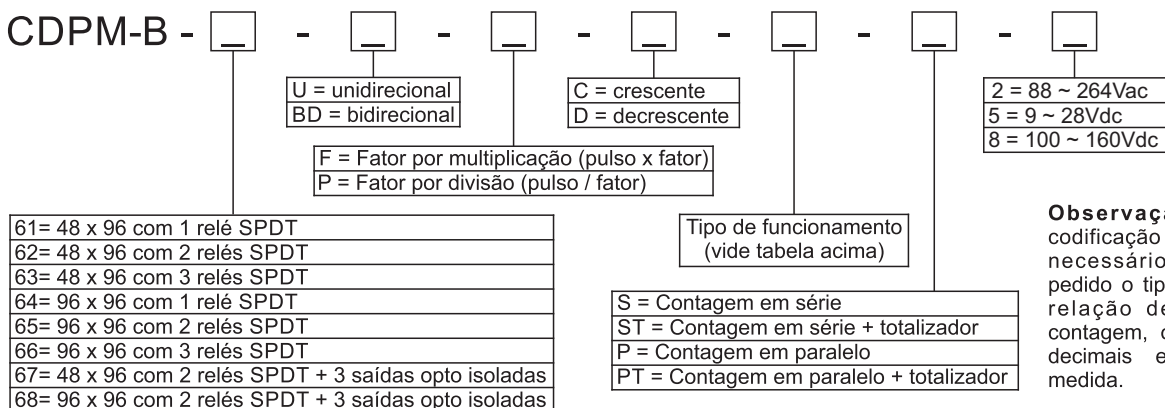 CDPM-B - _ - _ - _ - _ - _ - _ - _
U = unidirecional
BD = bidirecional
C = crescente
D = decrescente
2 = 88 ~ 264Vac
5 = 9 ~ 28Vdc
8 = 100 ~ 160Vdc
F = Fator por multiplicação (pulso x fator)
P = Fator por divisão (pulso / fator)
61= 48 x 96 com 1 relé SPDT
62= 48 x 96 com 2 relés SPDT
63= 48 x 96 com 3 relés SPDT
64= 96 x 96 com 1 relé SPDT
65= 96 x 96 com 2 relés SPDT
66= 96 x 96 com 3 relés SPDT
67= 48 x 96 com 2 relés SPDT + 3 saídas opto isoladas
68= 96 x 96 com 2 relés SPDT + 3 saídas opto isoladas
Tipo de funcionamento
(vide tabela acima)
S = Contagem em série
ST = Contagem em série + totalizador
P = Contagem em paralelo
PT = Contagem em paralelo + totalizador
codificação
necessário
pedido o tip
relação de
contagem,
decimais e
medida.